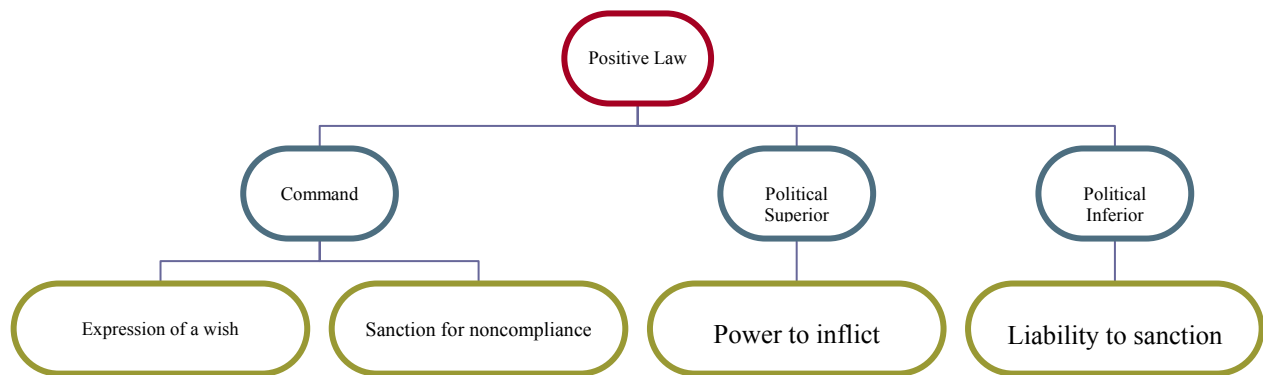 Positive Law
Command
Political
Superior
Political
Inferior
Expression of a wish
Sanction for noncompliance
Power to inflict
Liability to sanction